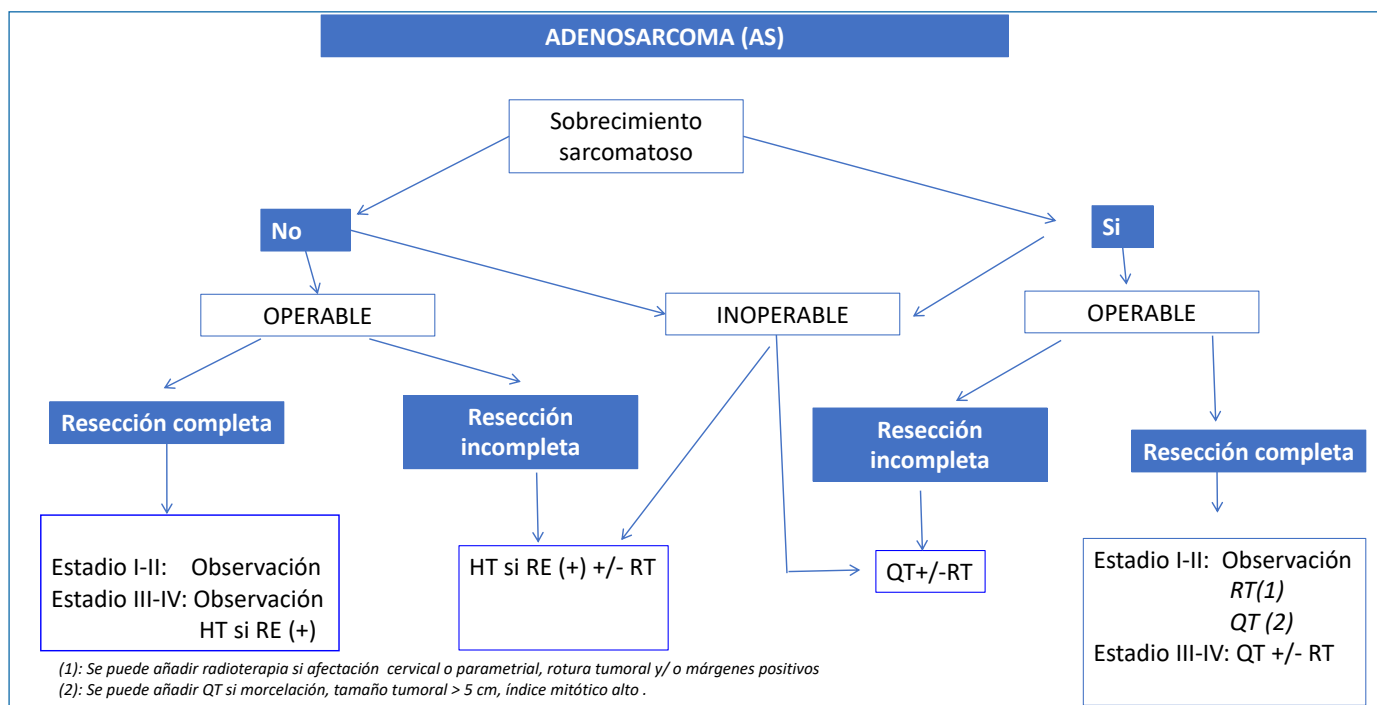 ADENOSARCOMA (AS)
Sobrecimiento
sarcomatoso
No
Si
OPERABLE
INOPERABLE
OPERABLE
Resección completa
Resección
incompleta
Resección
incompleta
Resección completa
Estadio I-II: Observación
Estadio III-IV: Observación
HT si RE (+)
HT si RE (+) +/- RT
QT+/-RT
Estadio I-II: Observación
RT(1)
QT (2)
Estadio III-IV: QT +/- RT
(1): Se puede añadir radioterapia si afectación cervical o parametrial, rotura tumoral y/ o márgenes positivos
(2): Se puede añadir QT si morcelación, tamaño tumoral > 5 cm, índice mitótico alto .